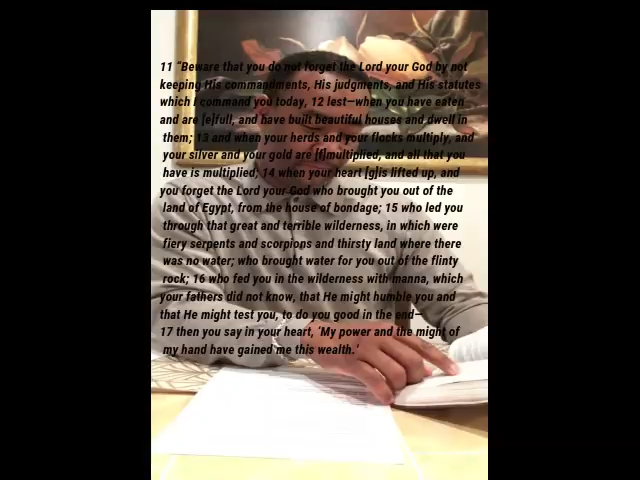 11 “Beware that you do not forget the Lord your God by not
keeping His commandments, His judgments, and His statutes
which I command you today, 12 lest—when you have eaten
and are [e]full, and have built beautiful houses and dwell in
them; 13 and when your herds and your flocks multiply, and
your silver and your gold are [f]multiplied, and all that you
have is multiplied; 14 when your heart [g]is lifted up, and
you forget the Lord your God who brought you out of the
land of Egypt, from the house of bondage; 15 who led you
through that great and terrible wilderness, in which were
fiery serpents and scorpions and thirsty land where there
was no water; who brought water for you out of the flinty
rock; 16 who fed you in the wilderness with manna, which
your fathers did not know, that He might humble you and
that He might test you, to do you good in the end—
17 then you say in your heart, ‘My power and the might of
my hand have gained me this wealth.’